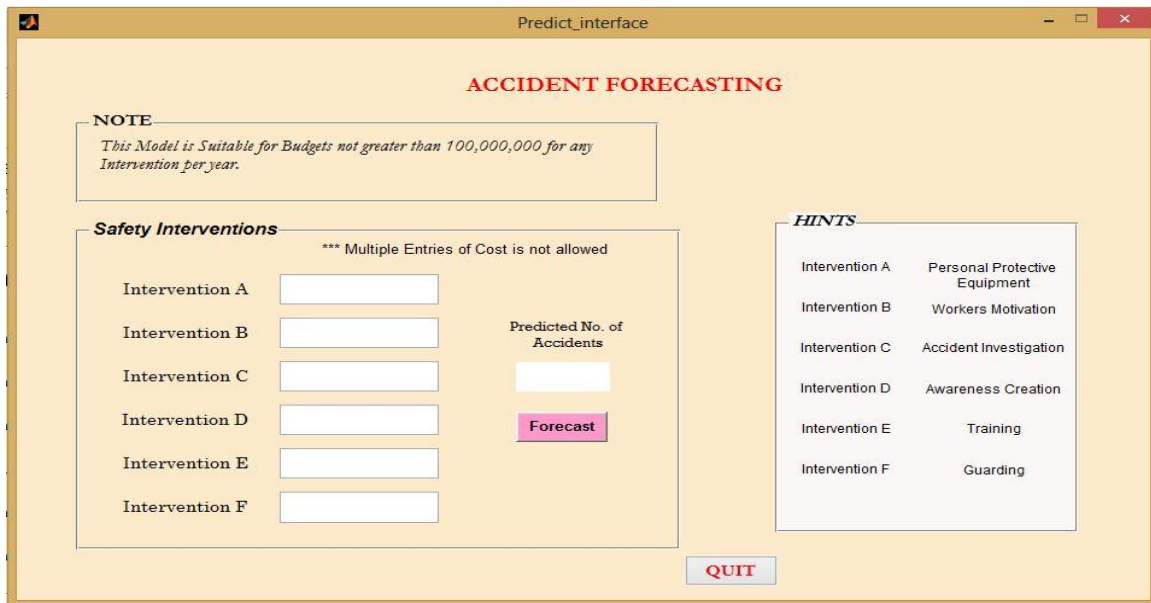 Predict_interface
ACCIDENT FORECASTING
NOTE
This Model is Suitable for Budgets not greater than 100,000,000 for any
Intervention per year.
Safety Interventions
*** Multiple Entries of Cost is not allowed
Intervention A
Intervention B
Intervention C
Intervention D
Intervention E
Intervention F
Predicted No. of
Accidents
Forecast
HINTS
Intervention A Personal Protective
Equipment
Intervention B Workers Motivation
Intervention C Accident Investigation
Intervention D Awareness Creation
Intervention E Training
Intervention F Guarding
QUIT